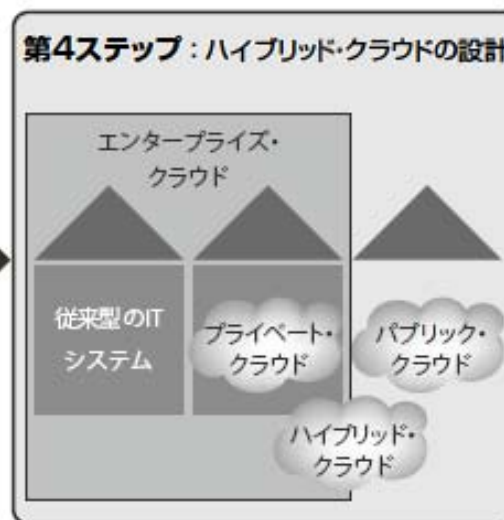 第4ステップ：ハイブリッド・クラウドの設計
エンタープライズ・
クラウド
従来型のIT
システム
プライベート・
クラウド
パブリック・
クラウド
ハイブリッド・
クラウド